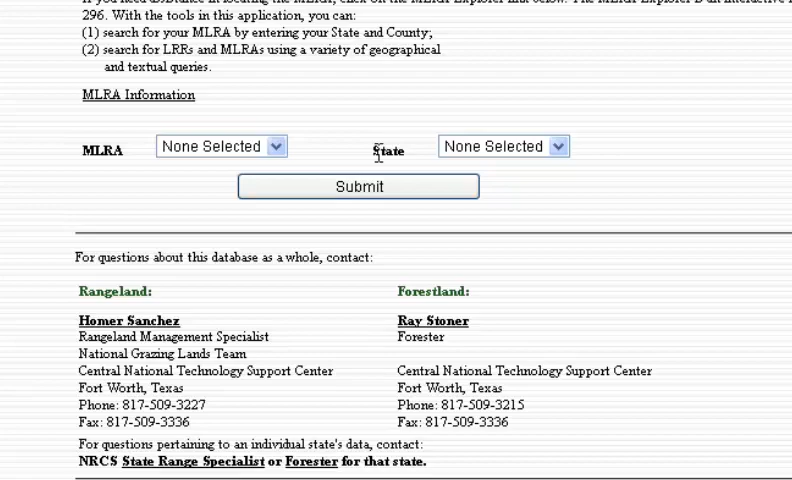 296. With the tools in this application, you can:
(1) search for your MLRA by entering your State and County;
(2) search for LRRs and MLRAs using a variety of geographical
and textual queries.
MLRA Information
MLRA None Selected State None Selected
Submit
For questions about this database as a whole, contact:
Rangeland: Forestland:
Homer Sanchez Ray Stoner
Rangeland Management Specialist Forester
National Grazing Lands Team
Central National Technology Support Center Central National Technology Support Center
Fort Worth, Texas Fort Worth, Texas
Phone: 817-509-3227 Phone: 817-509-3215
Fax: 817-509-3336 Fax: 817-509-3336
For questions pertaining to an individual state's data, contact:
NRCS State Range Specialist or Forester for that state.